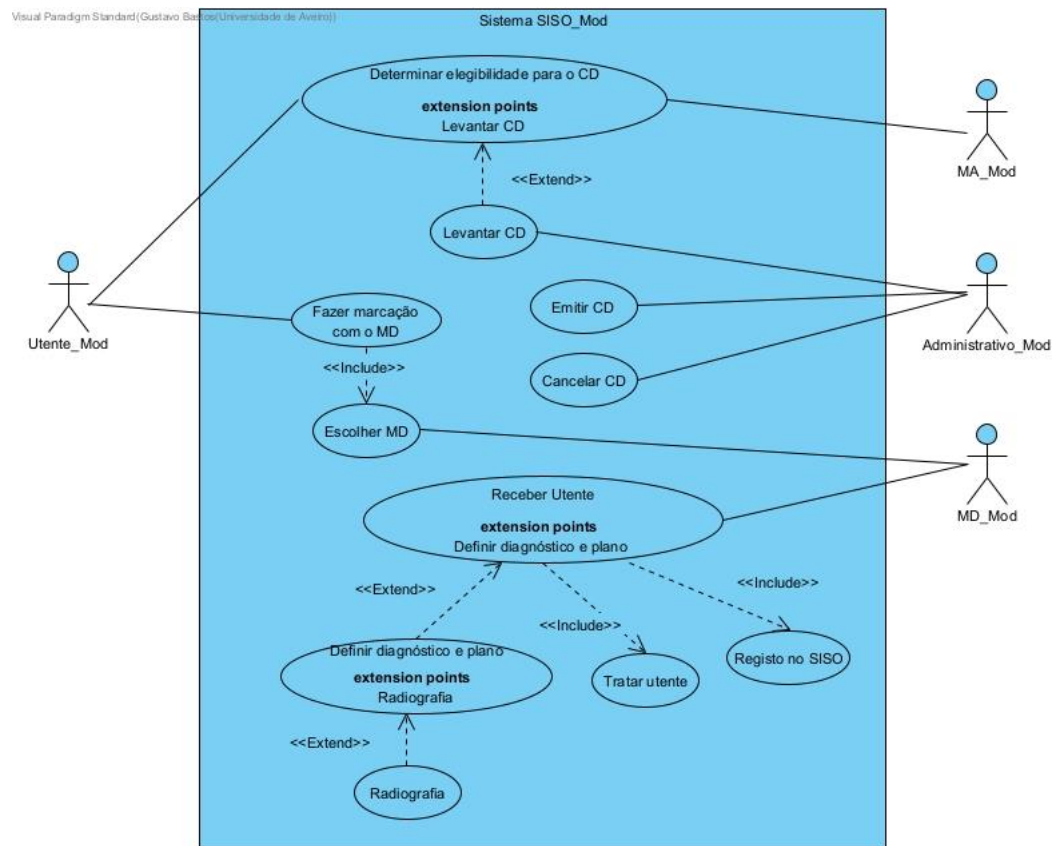 Visual Paradigm Standard(Gustavo Bastos(Universidade de Aveiro))
Sistema SISO_Mod
Determinar elegibilidade para o CD
extension points
Levantar CD
MA_Mod
<<Extend>>
Levantar CD
Utente_Mod
Fazer marcação
com o MD
Emitir CD
Administrativo_Mod
<<Include>>
Cancelar CD
Escolher MD
MD_Mod
Receber Utente
extension points
Definir diagnóstico e plano
<<Extend>>
<<Include>>
<<Include>>
Definir diagnóstico e plano
extension points
Radiografia
Tratar utente
Registo no SISO
<<Extend>>
Radiografia